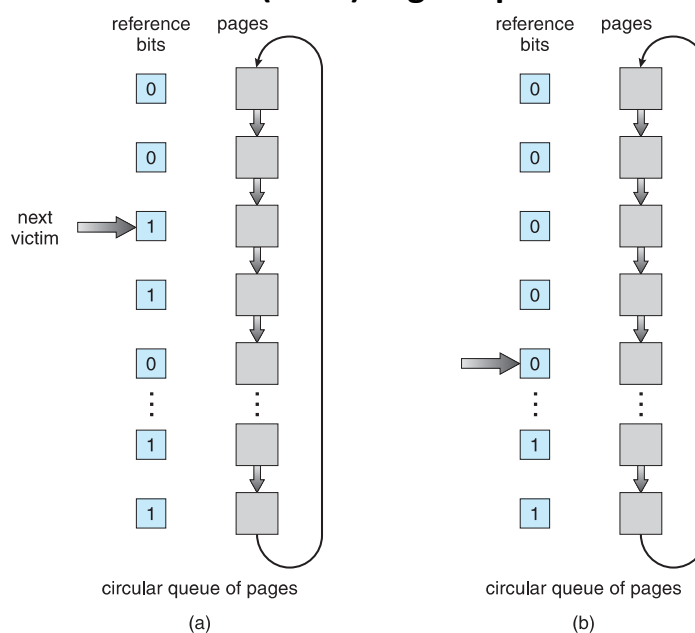 reference pages
bits
0
0
next
victim
1
1
0
1
1
circular queue of pages
(a)
reference pages
bits
0
0
0
0
0
1
1
circular queue of pages
(b)